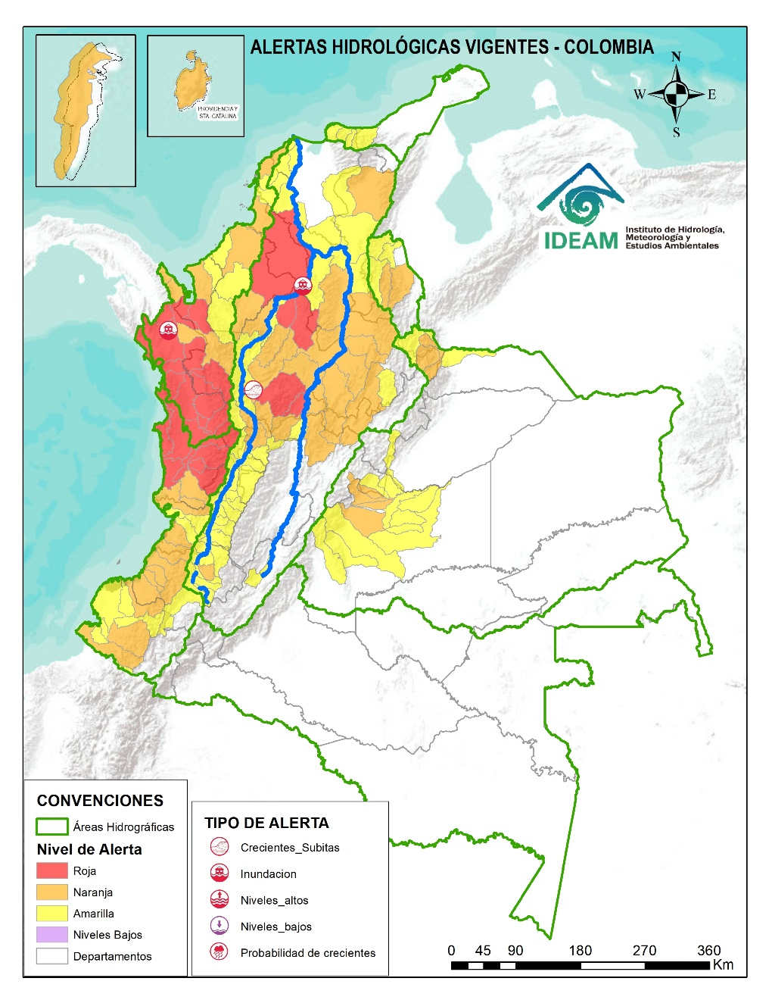 ALERTAS HIDROLÓGICAS VIGENTES - COLOMBIA
PROVIDENCIA Y
STA. CATALINA
N
W
E
S
IDEAM
Instituto de Hidrología,
Meteorología y
Estudios Ambientales
CONVENCIONES
Áreas Hidrográficas
Nivel de Alerta
Roja
Naranja
Amarilla
Niveles Bajos
Departamentos
TIPO DE ALERTA
Crecientes_Subitas
Inundacion
Niveles_altos
Niveles_bajos
Probabilidad de crecientes
0 45 90 180 270 360
Km